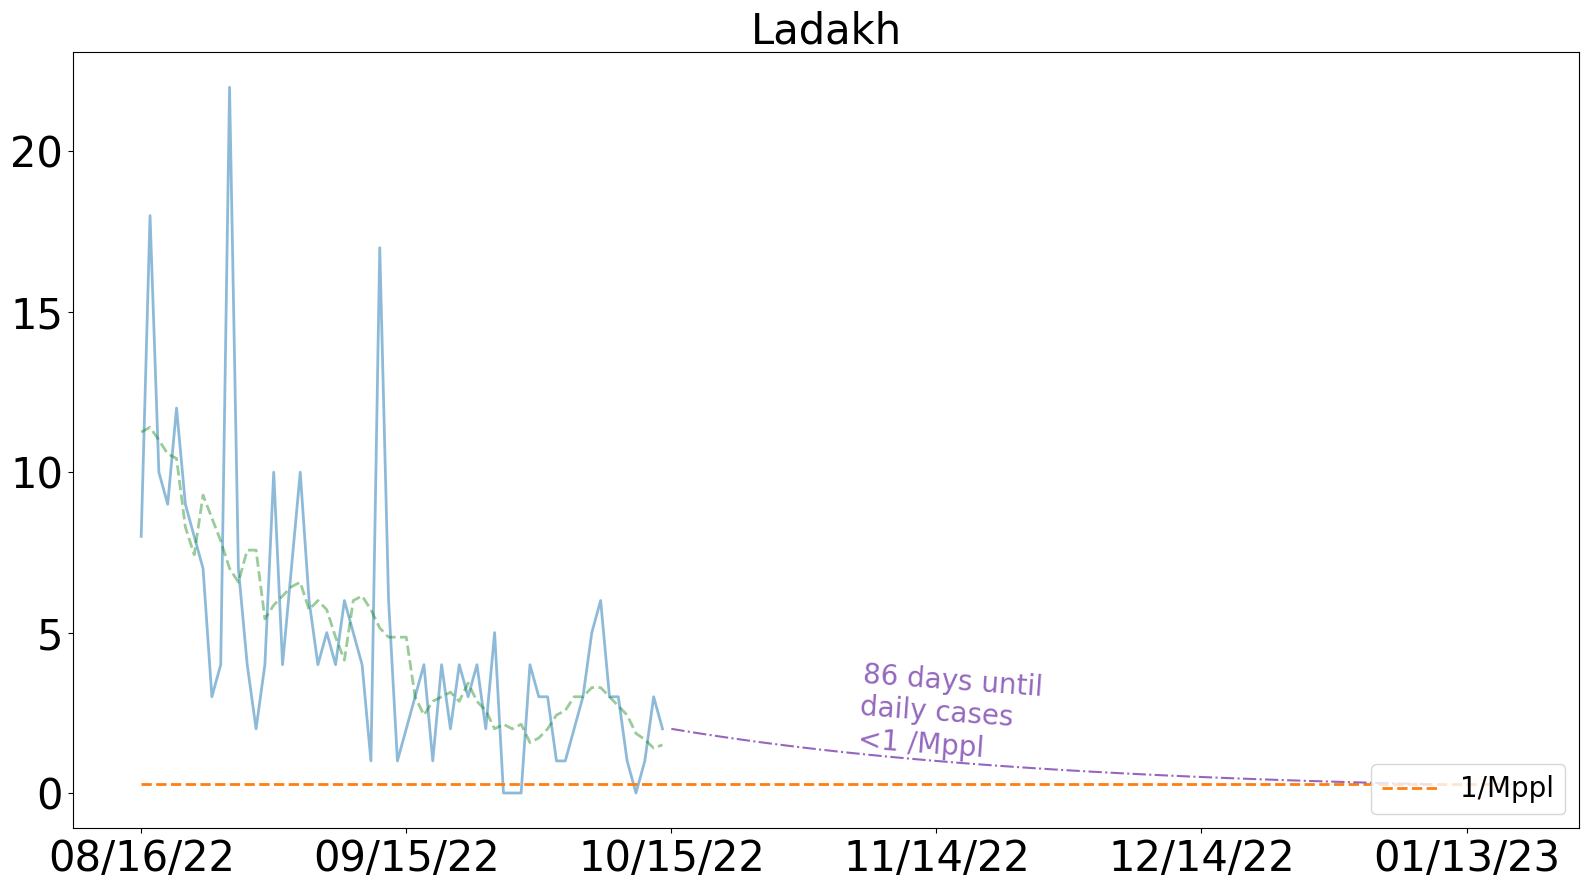 Ladakh
20
15
10
5
0
86 days until
daily cases
<1 /Mppl
1/Mppl
08/16/22 09/15/22 10/15/22 11/14/22 12/14/22 01/13/23